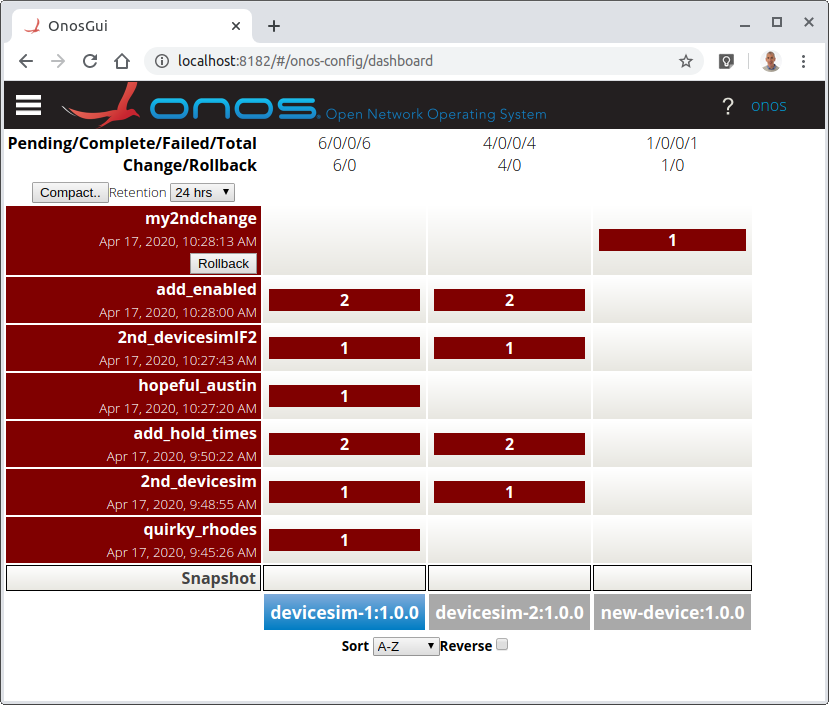 OnosGui
localhost:8182/#/onos-config/dashboard
onos Open Network Operating System ? onos
Pending/Complete/Failed/Total 6/0/0/6 4/0/0/4 1/0/0/1
Change/Rollback 6/0 4/0 1/0
Compact.. Retention 24 hrs
my2ndchange
Apr 17, 2020, 10:28:13 AM 1
Rollback
add_enabled
Apr 17, 2020, 10:28:00 AM 2 2
2nd_devicesimIF2
Apr 17, 2020, 10:27:43 AM 1 1
hopeful_austin
Apr 17, 2020, 10:27:20 AM 1
add_hold_times
Apr 17, 2020, 9:50:22 AM 2 2
2nd_devicesim
Apr 17, 2020, 9:48:55 AM 1 1
quirky_rhodes
Apr 17, 2020, 9:45:26 AM 1
Snapshot
devicesim-1:1.0.0 devicesim-2:1.0.0 new-device:1.0.0
Sort A-Z Reverse